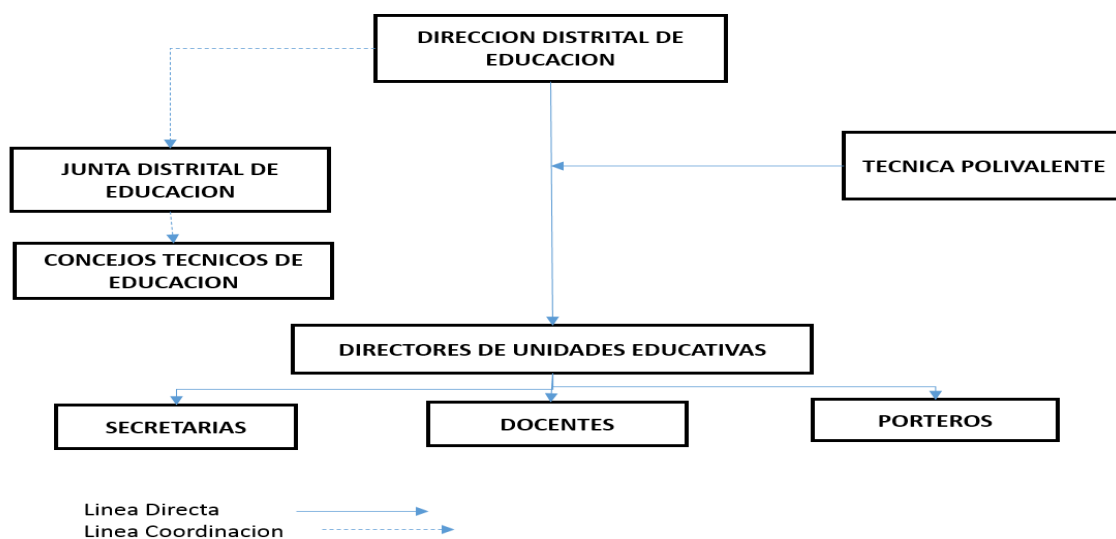 DIRECCION DISTRITAL DE
EDUCACION
JUNTA DISTRITAL DE
EDUCACION
TECNICA POLIVALENTE
CONCEJOS TECNICOS DE
EDUCACION
DIRECTORES DE UNIDADES EDUCATIVAS
SECRETARIAS
DOCENTES
PORTEROS
Linea Directa
Linea Coordinacion